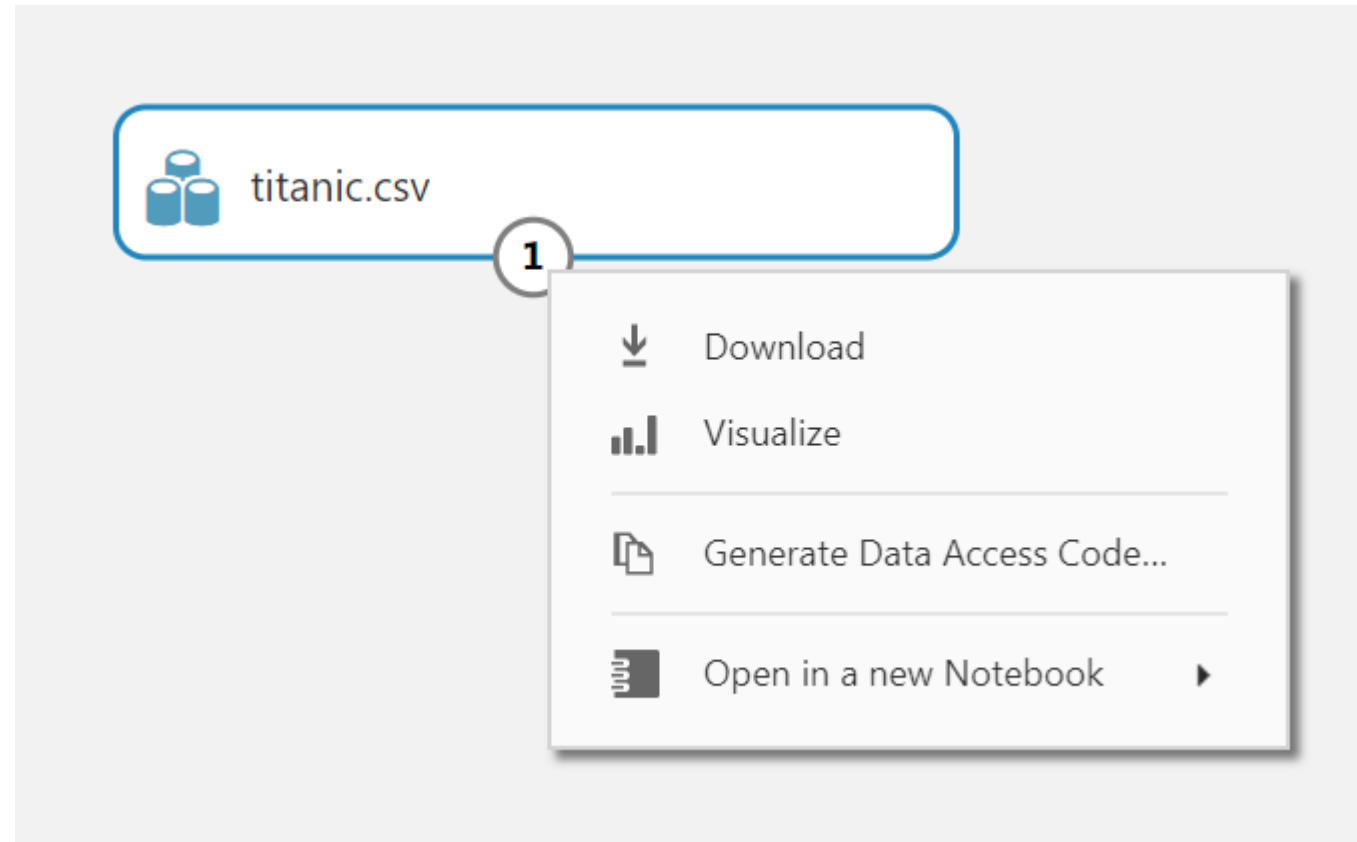 titanic.csv
1
Download
Visualize
Generate Data Access Code...
Open in a new Notebook